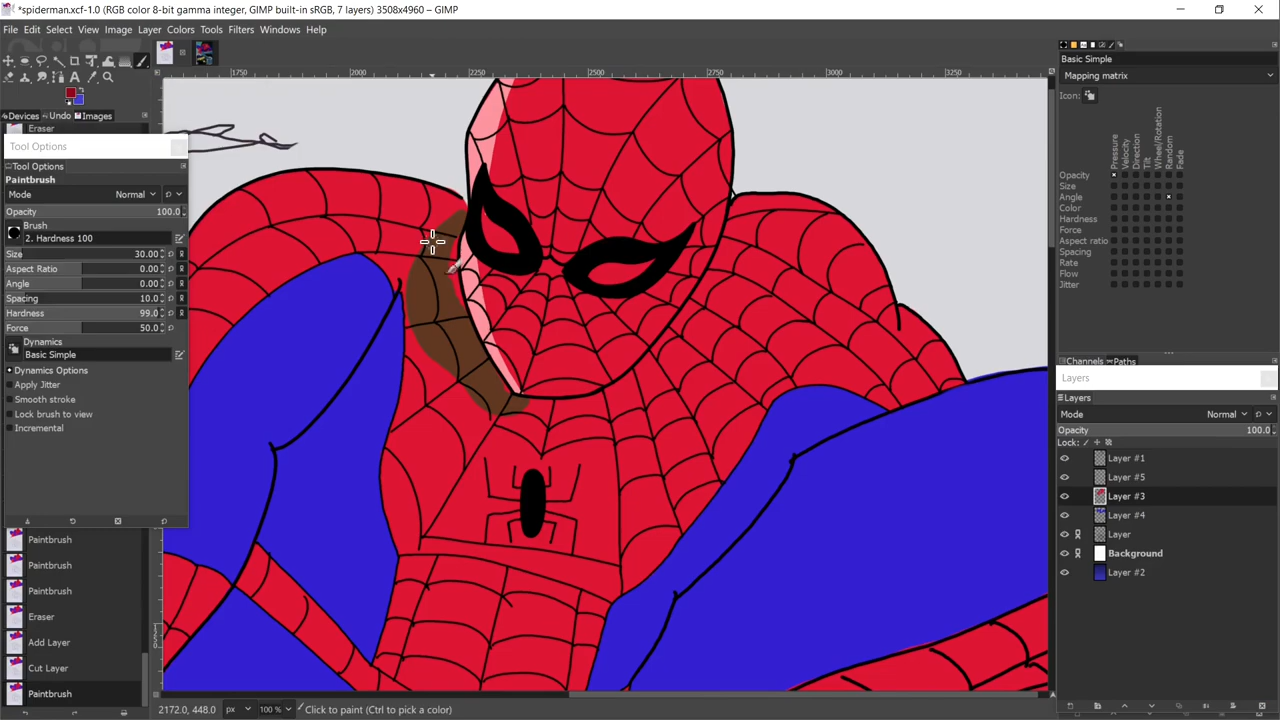 *spiderman.xcf-1.0 (RGB color 8-bit gamma integer, GIMP built-in sRGB, 7 layers) 3508x4960 – GIMP
File Edit Select View Image Layer Colors Tools Filters Windows Help
1750 2000 2250 2500 2750 3000 3250
Devices Undo Images
Eraser
Tool Options
Tool Options
Paintbrush
Mode Normal
Opacity 100.0
Brush
2. Hardness 100
Size 30.00
Aspect Ratio 0.00
Angle 0.00
Spacing 10.0
Hardness 99.0
Force 50.0
Dynamics
Basic Simple
Dynamics Options
Apply Jitter
Smooth stroke
Lock brush to view
Incremental
Paintbrush
Paintbrush
Paintbrush
Eraser
Add Layer
Cut Layer
Paintbrush
2172.0, 448.0 px 100 % Click to paint (Ctrl to pick a color)
Basic Simple
Mapping matrix
Icon:
Pressure Velocity Direction Tilt Wheel/Rotation Random Fade
Opacity
Size
Angle
Color
Hardness
Force
Aspect ratio
Spacing
Rate
Flow
Jitter
Channels Paths
Layers
Layers
Mode Normal
Opacity 100.0
Lock:
Layer #1
Layer #5
Layer #3
Layer #4
Layer
Background
Layer #2